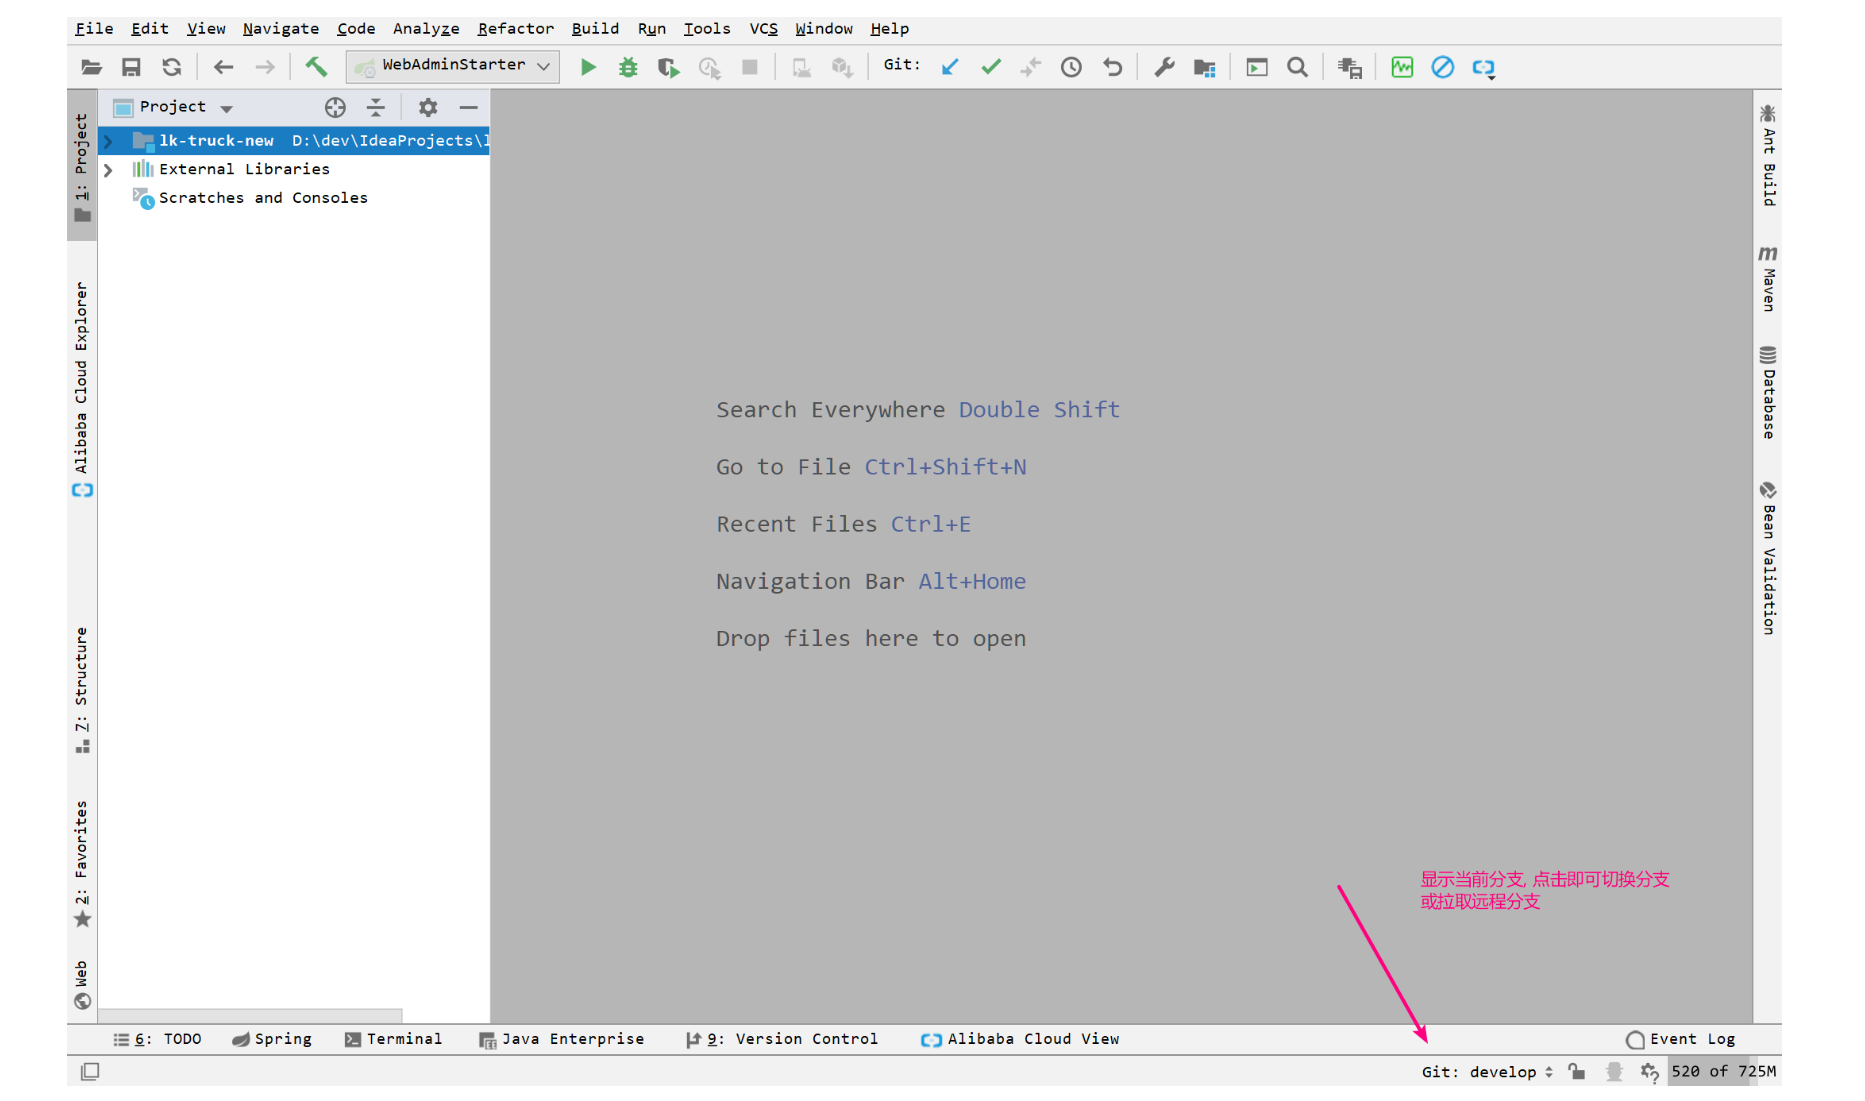 File Edit View Navigate Code Analyze Refactor Build Run Tools VCS Window Help
WebAdminStarter Git:
Project
lk-truck-new D:\dev\IdeaProjects\l
External Libraries
Scratches and Consoles
1: Project
Alibaba Cloud Explorer
7: Structure
2: Favorites
Web
Search Everywhere Double Shift
Go to File Ctrl+Shift+N
Recent Files Ctrl+E
Navigation Bar Alt+Home
Drop files here to open
显示当前分支, 点击即可切换分支
或拉取远程分支
Ant Build
Maven
Database
Bean Validation
6: TODO Spring Terminal Java Enterprise 9: Version Control Alibaba Cloud View Event Log
Git: develop 520 of 725M